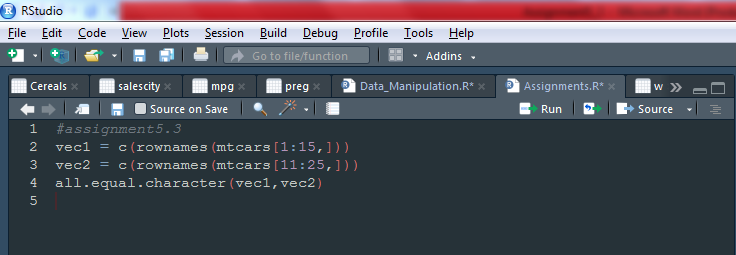 RStudio
File Edit Code View Plots Session Build Debug Profile Tools Help
Go to file/function Addins
Cereals salescity mpg preg Data_Manipulation.R* Assignments.R* w
Source on Save Run Source
1 #assignment5.3
2 vec1 = c(rownames(mtcars[1:15,]))
3 vec2 = c(rownames(mtcars[11:25,]))
4 all.equal.character(vec1,vec2)
5